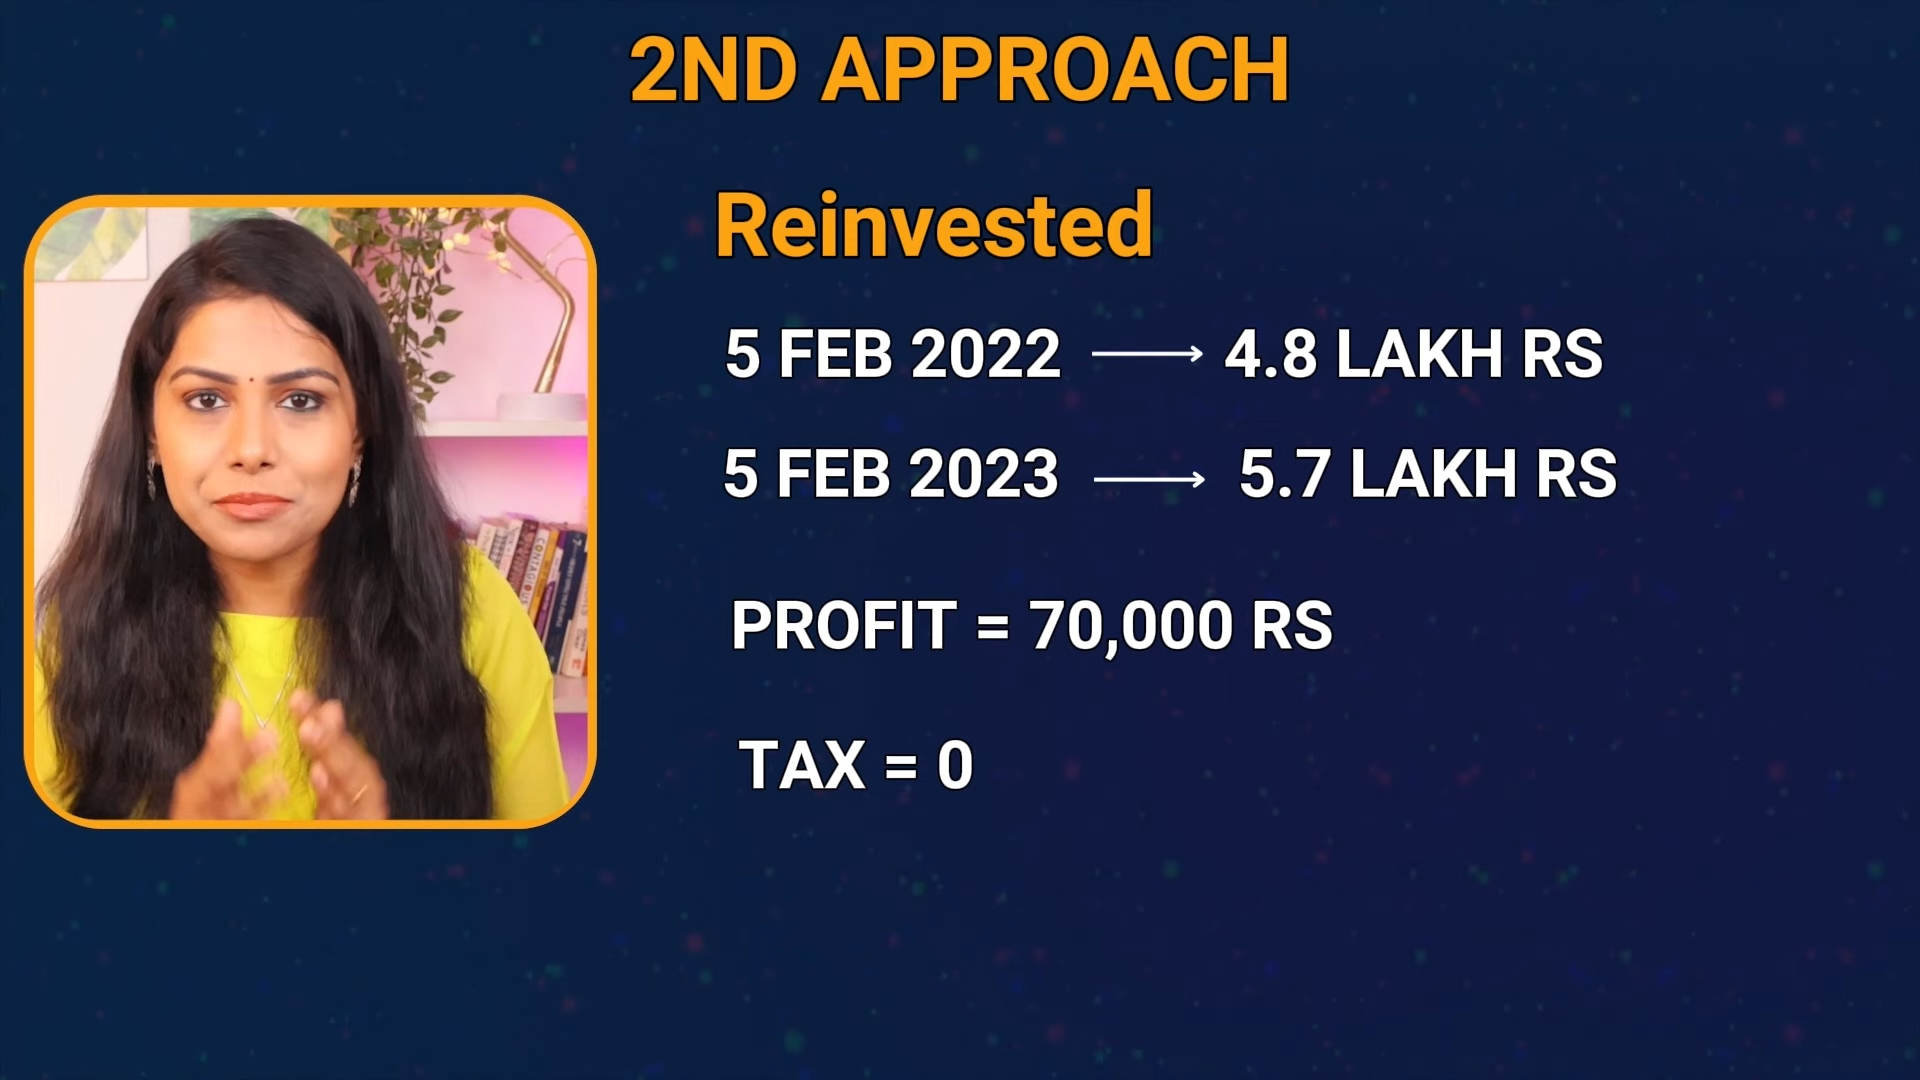 2ND APPROACH
Reinvested
5 FEB 2022 → 4.8 LAKH RS
5 FEB 2023 → 5.7 LAKH RS
PROFIT = 70,000 RS
TAX = 0
CONTAGIOUS